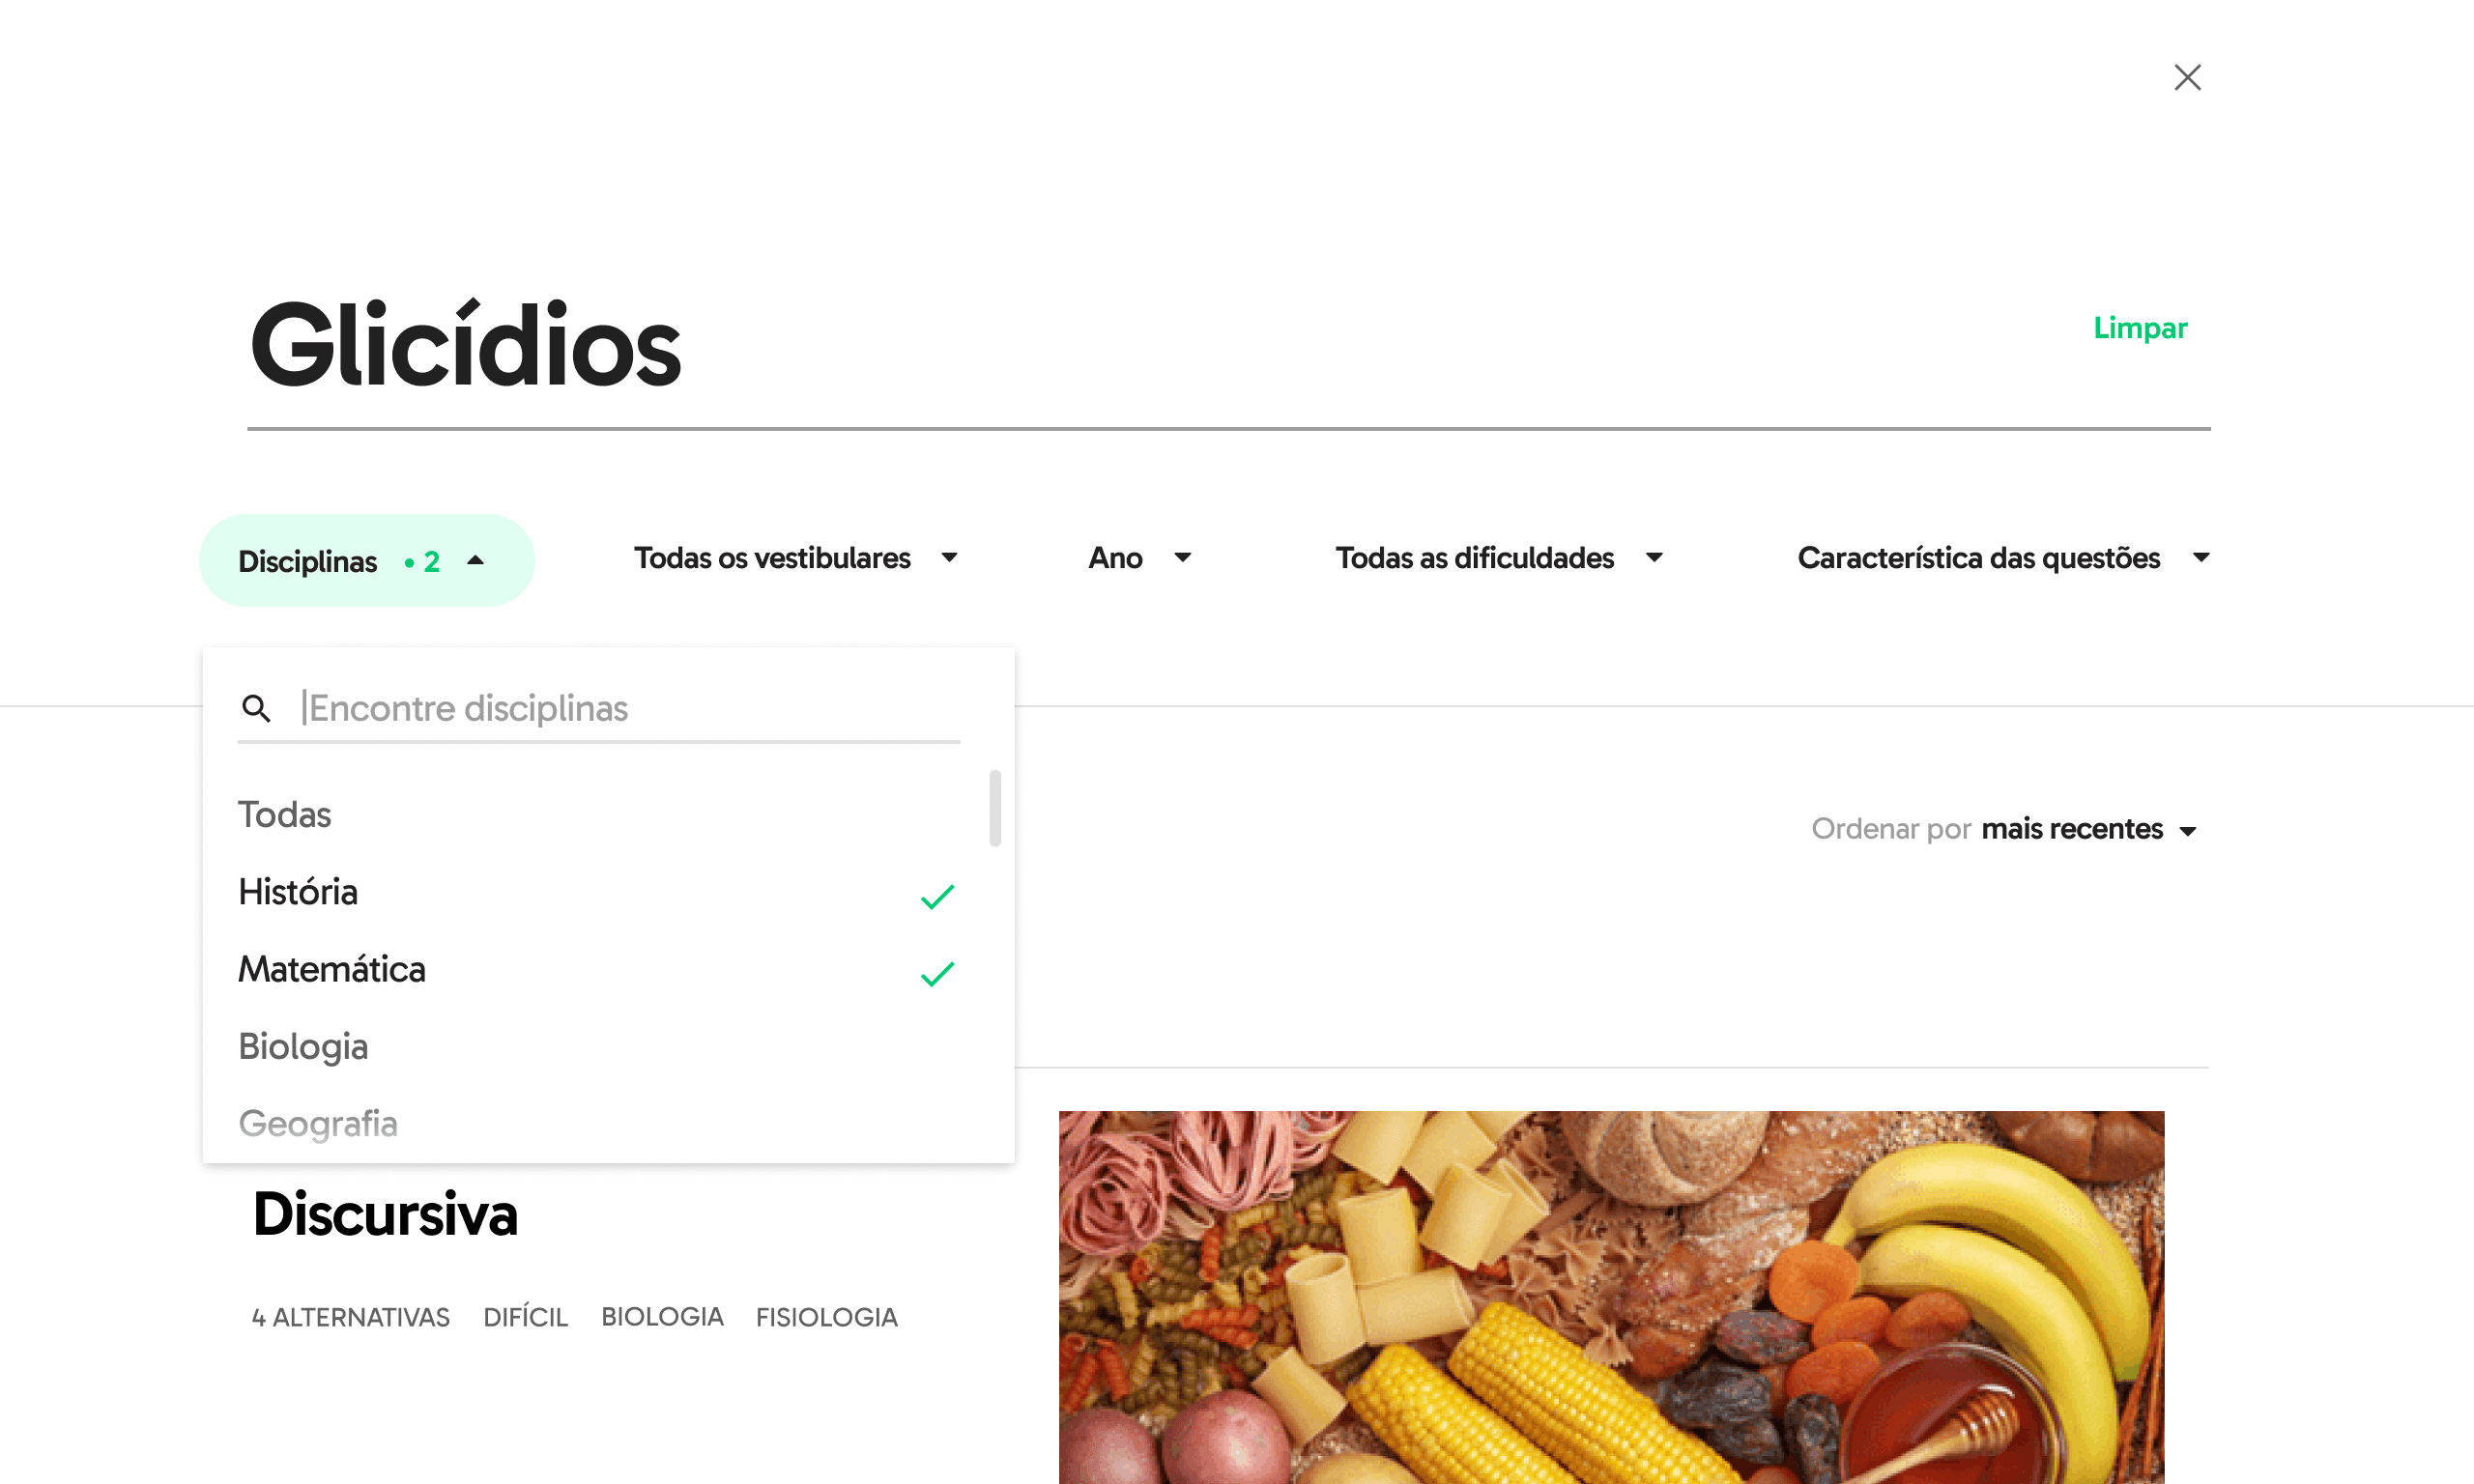 Glicídios
Limpar
Disciplinas • 2
Todas os vestibulares
Ano
Todas as dificuldades
Característica das questões
Encontre disciplinas
Todas
História
Matemática
Biologia
Geografia
Ordenar por mais recentes
Discursiva
4 ALTERNATIVAS DIFÍCIL BIOLOGIA FISIOLOGIA